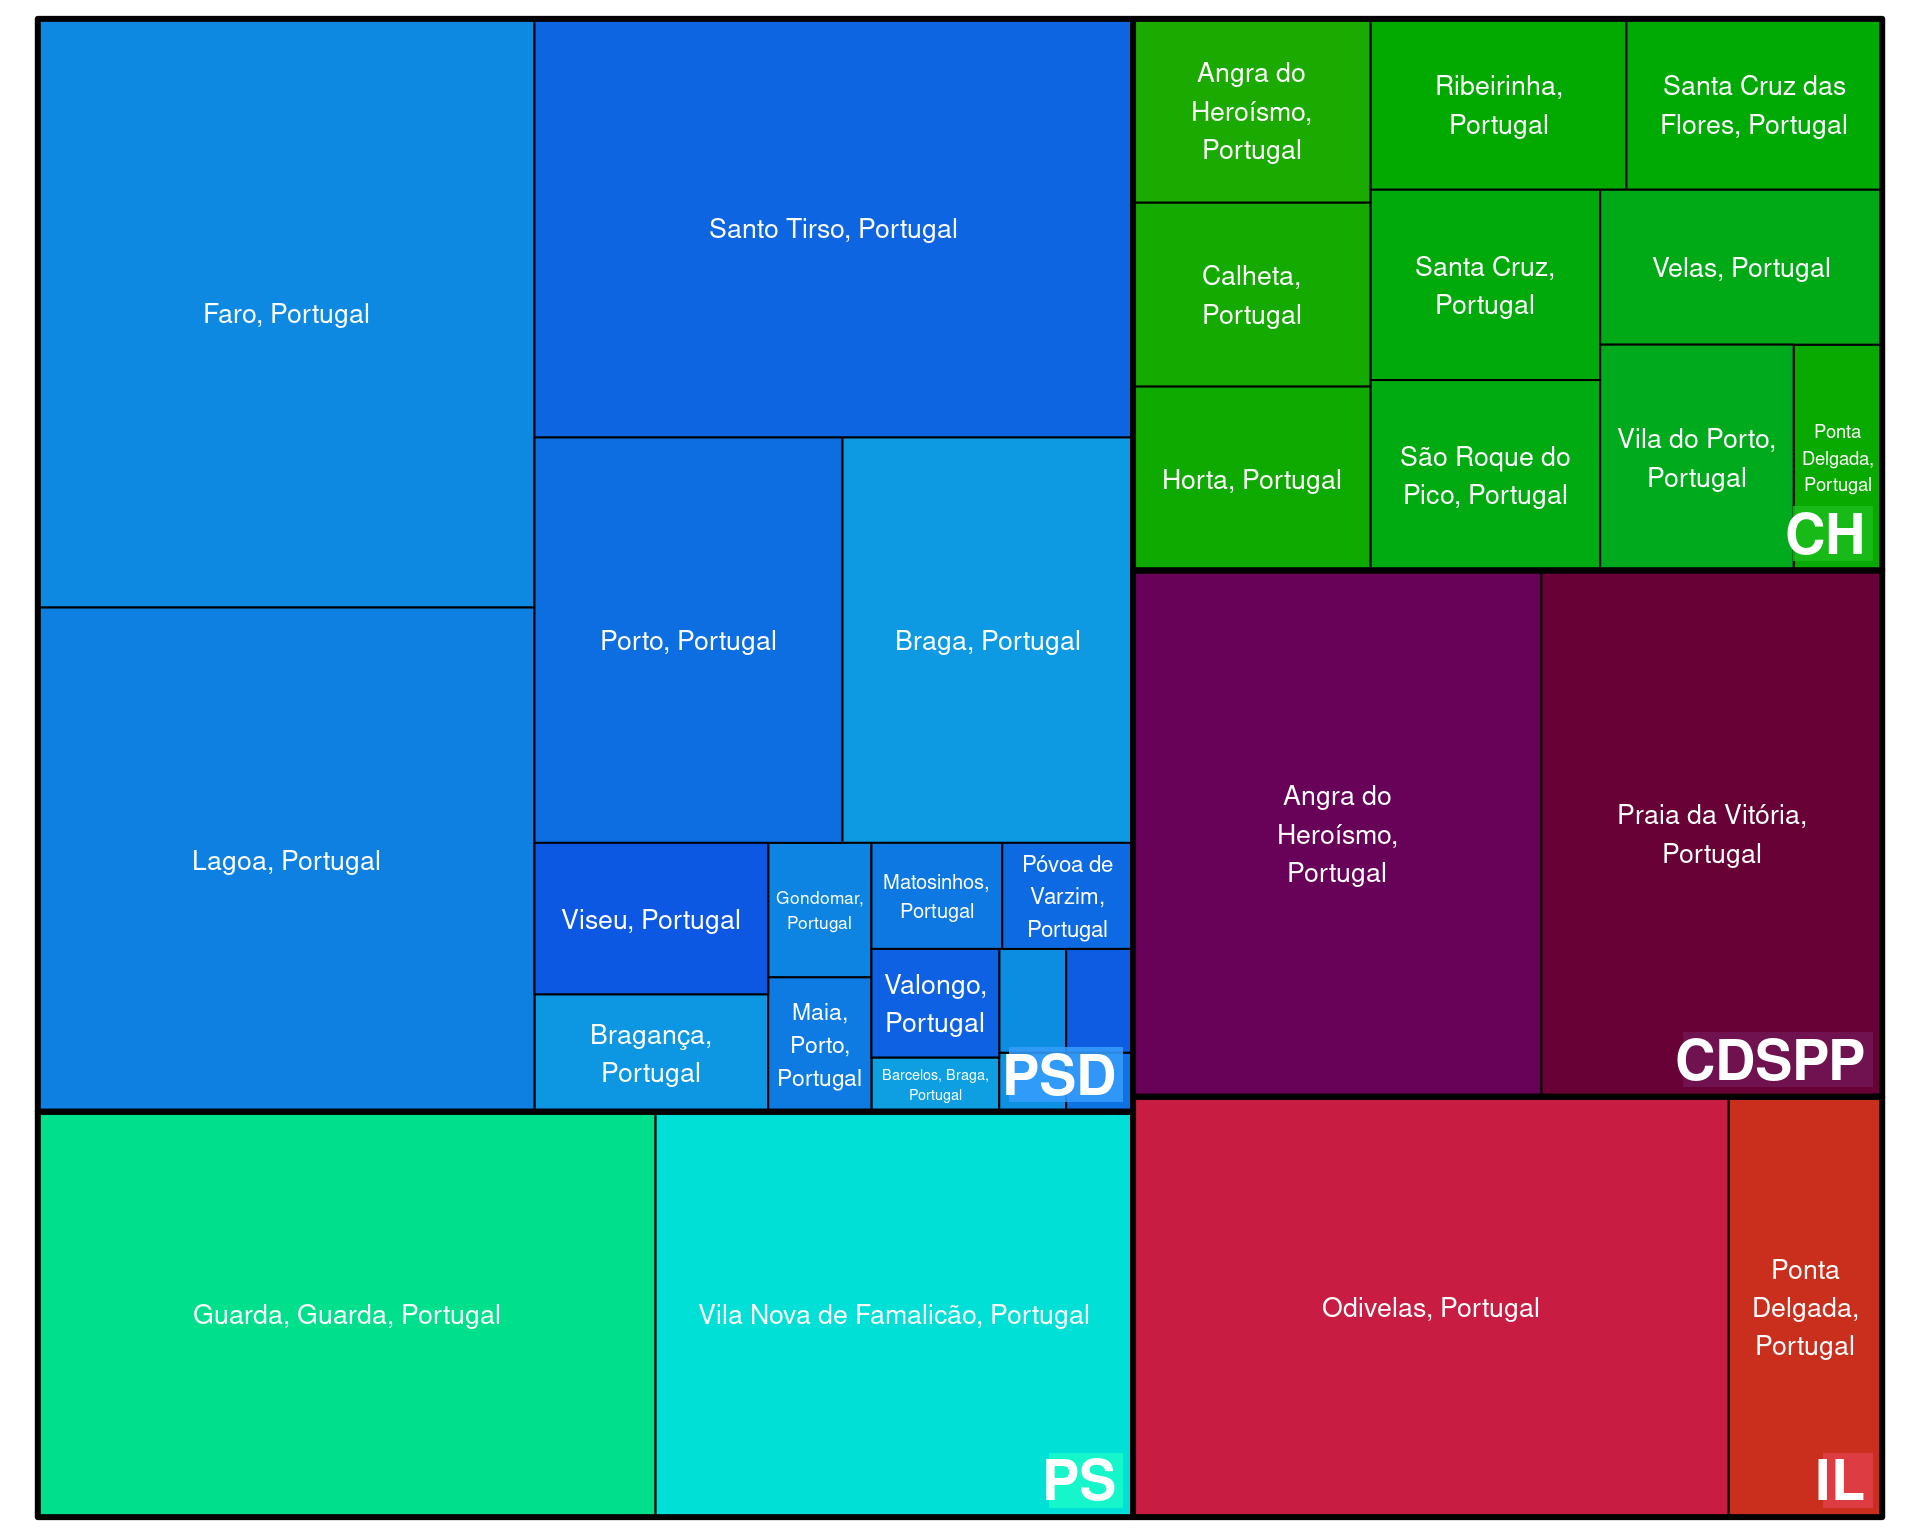 Faro, Portugal
Lagoa, Portugal
Santo Tirso, Portugal
Porto, Portugal
Braga, Portugal
Viseu, Portugal
Bragança,
Portugal
Gondomar,
Portugal
Maia,
Porto,
Portugal
Matosinhos,
Portugal
Póvoa de
Varzim,
Portugal
Valongo,
Portugal
Barcelos, Braga,
Portugal
PSD
Guarda, Guarda, Portugal
Vila Nova de Famalicão, Portugal
PS
Angra do
Heroísmo,
Portugal
Calheta,
Portugal
Horta, Portugal
Ribeirinha,
Portugal
Santa Cruz das
Flores, Portugal
Santa Cruz,
Portugal
São Roque do
Pico, Portugal
Velas, Portugal
Vila do Porto,
Portugal
Ponta
Delgada,
Portugal
CH
Angra do
Heroísmo,
Portugal
Praia da Vitória,
Portugal
CDSPP
Odivelas, Portugal
Ponta
Delgada,
Portugal
IL